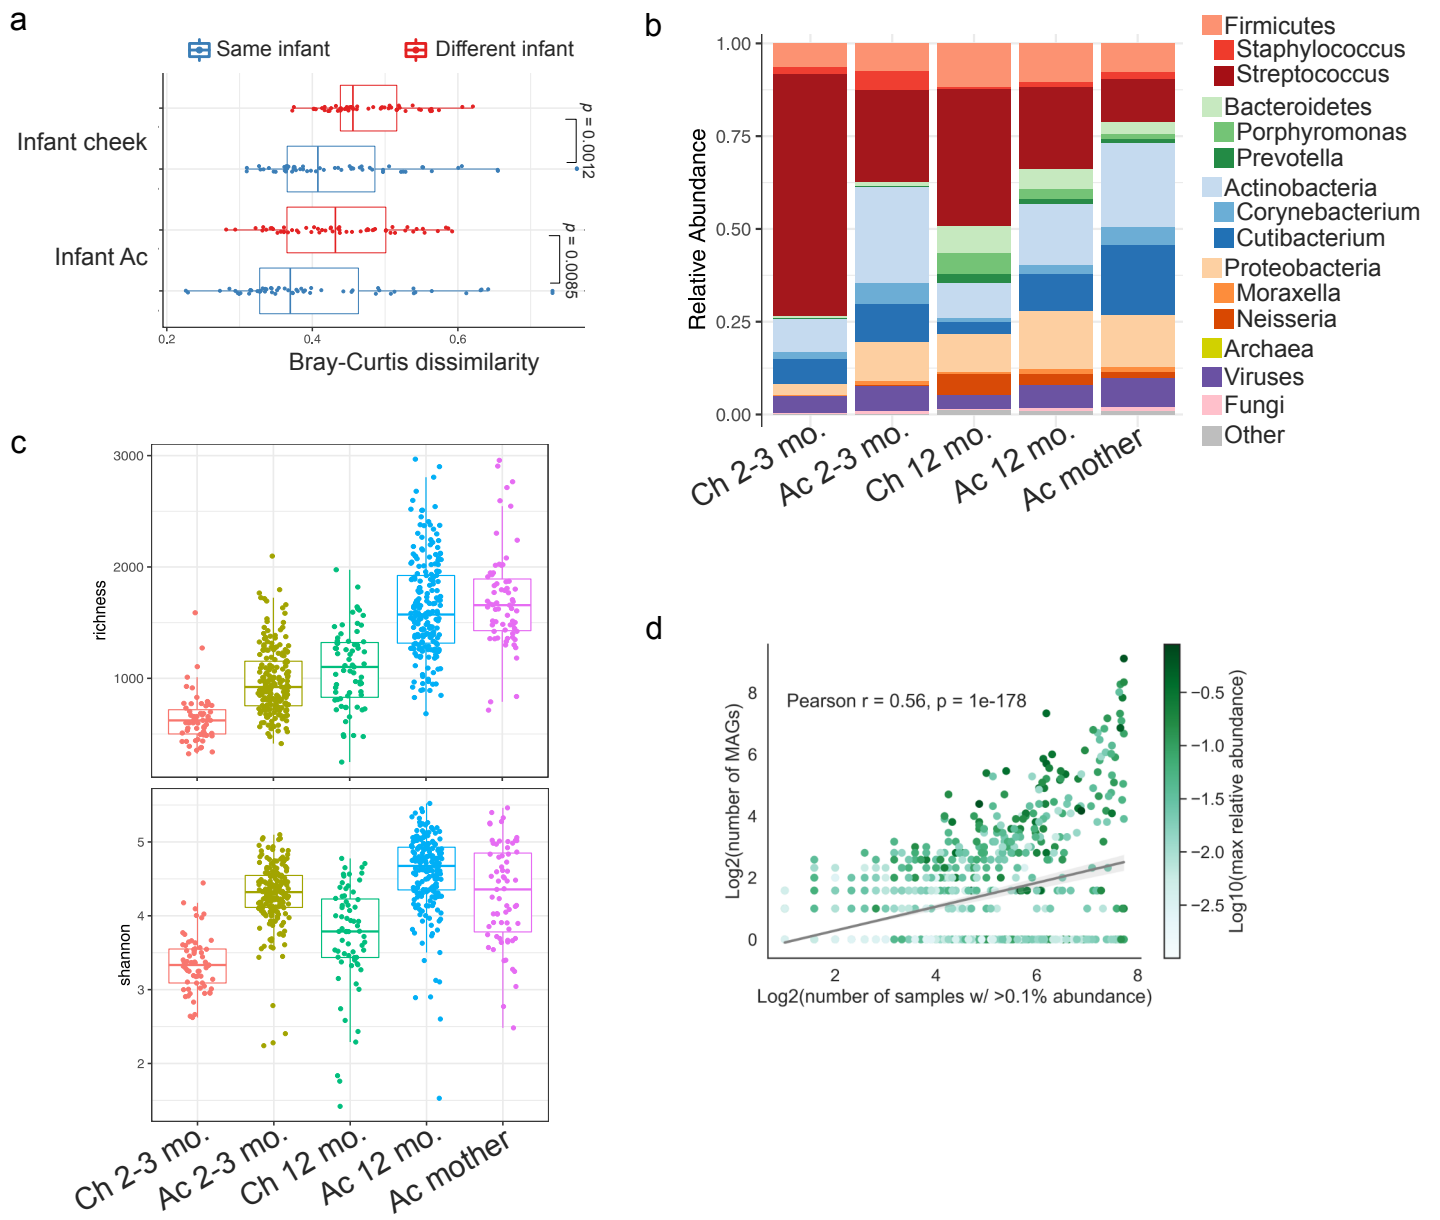 a
Same infant
Different infant
Infant cheek
Infant Ac
p = 0.0012
p = 0.0085
0.2
0.4
0.6
Bray-Curtis dissimilarity
b
1.00
0.75
0.50
0.25
0.00
Relative Abundance
Ch 2-3 mo.
Ac 2-3 mo.
Ch 12 mo.
Ac 12 mo.
Ac mother
Firmicutes
Staphylococcus
Streptococcus
Bacteroidetes
Porphyromonas
Prevotella
Actinobacteria
Corynebacterium
Cutibacterium
Proteobacteria
Moraxella
Neisseria
Archaea
Viruses
Fungi
Other
c
3000
2000
1000
richness
5
4
3
2
shannon
Ch 2-3 mo.
Ac 2-3 mo.
Ch 12 mo.
Ac 12 mo.
Ac mother
d
Pearson r = 0.56, p = 1e-178
8
6
4
2
0
Log2(number of MAGs)
2
4
6
8
Log2(number of samples w/ >0.1% abundance)
−0.5
−1.0
−1.5
−2.0
−2.5
Log10(max relative abundance)